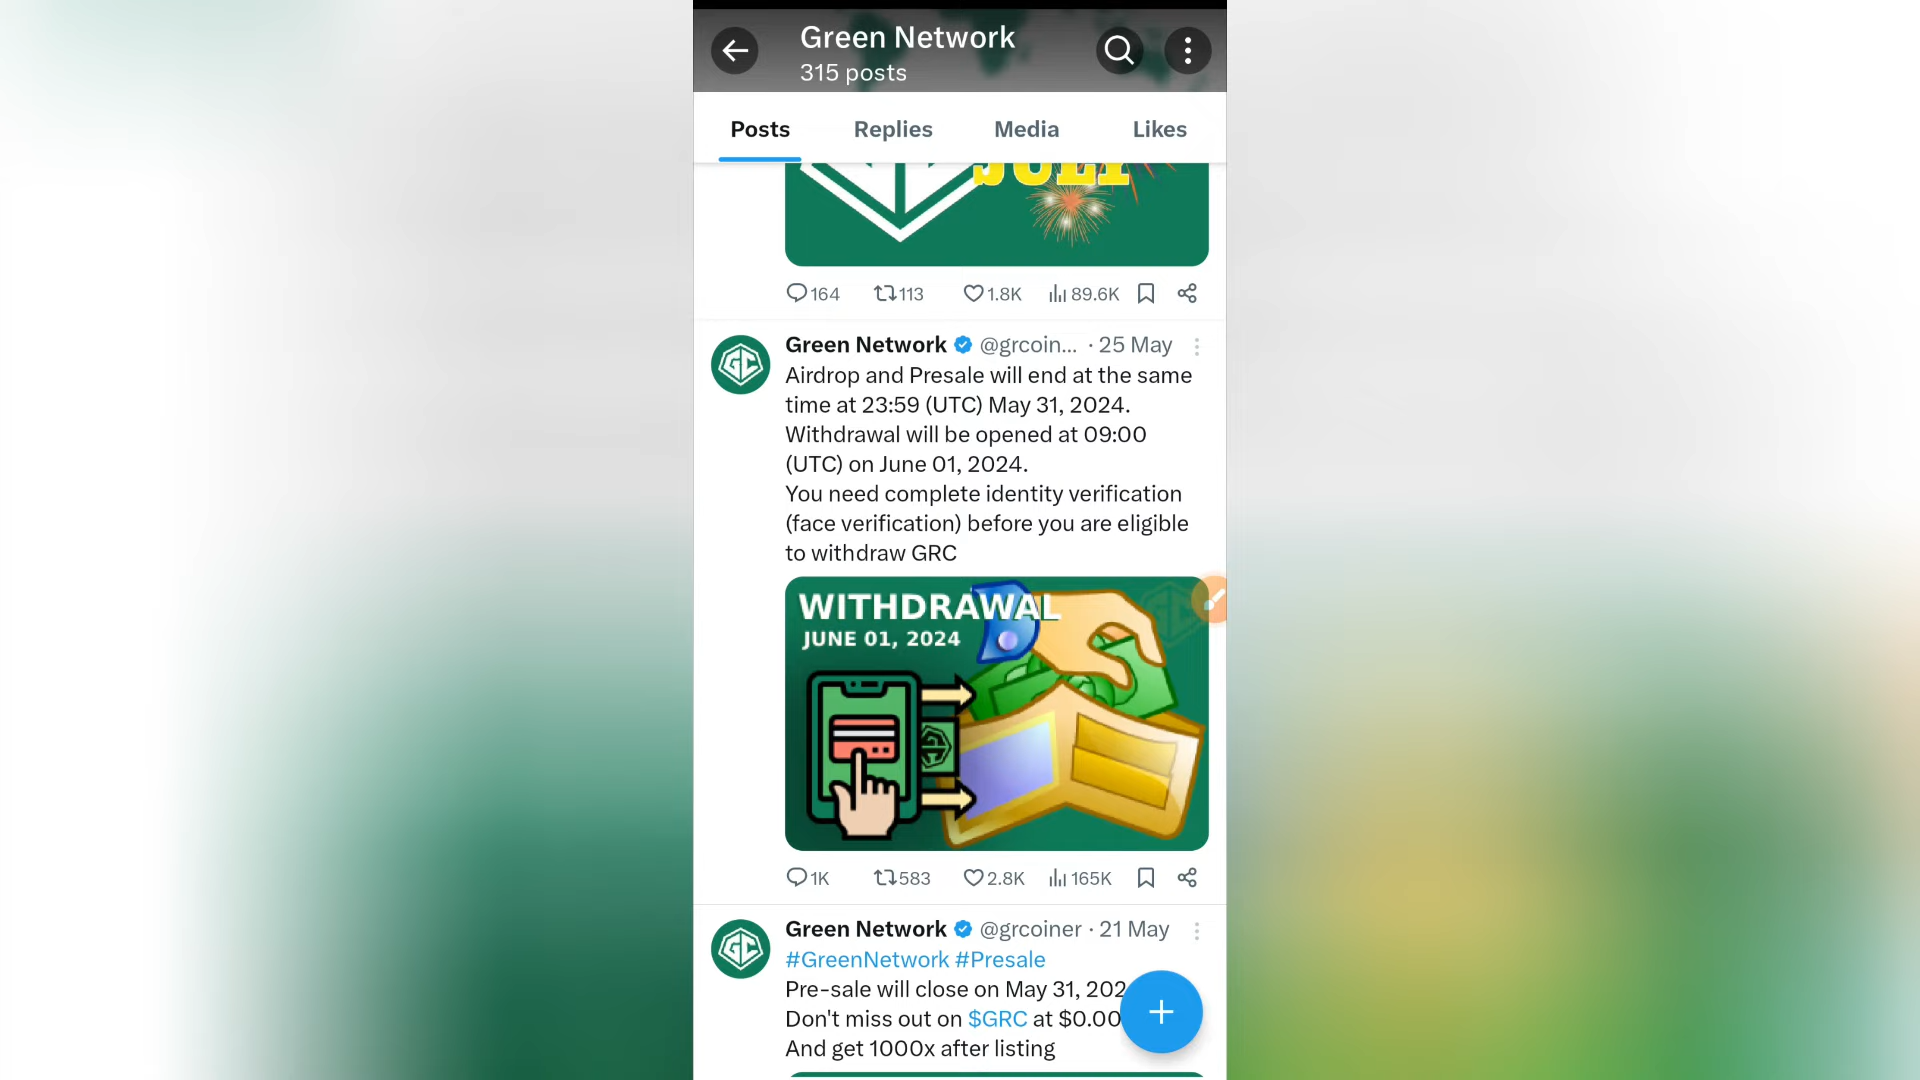 Green Network
315 posts
Posts Replies Media Likes
JULY
164 113 1.8K 89.6K
Green Network @grcoin... · 25 May
Airdrop and Presale will end at the same
time at 23:59 (UTC) May 31, 2024.
Withdrawal will be opened at 09:00
(UTC) on June 01, 2024.
You need complete identity verification
(face verification) before you are eligible
to withdraw GRC
WITHDRAWAL
JUNE 01, 2024
1K 583 2.8K 165K
Green Network @grcoiner · 21 May
#GreenNetwork #Presale
Pre-sale will close on May 31, 202
Don't miss out on $GRC at $0.00
And get 1000x after listing